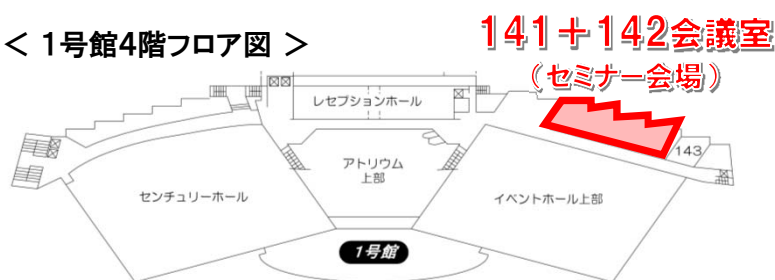 ＜ 1号館4階フロア図 ＞
141＋142会議室
（セミナー会場）
レセプションホール
143
アトリウム
上部
センチュリーホール
イベントホール上部
1号館